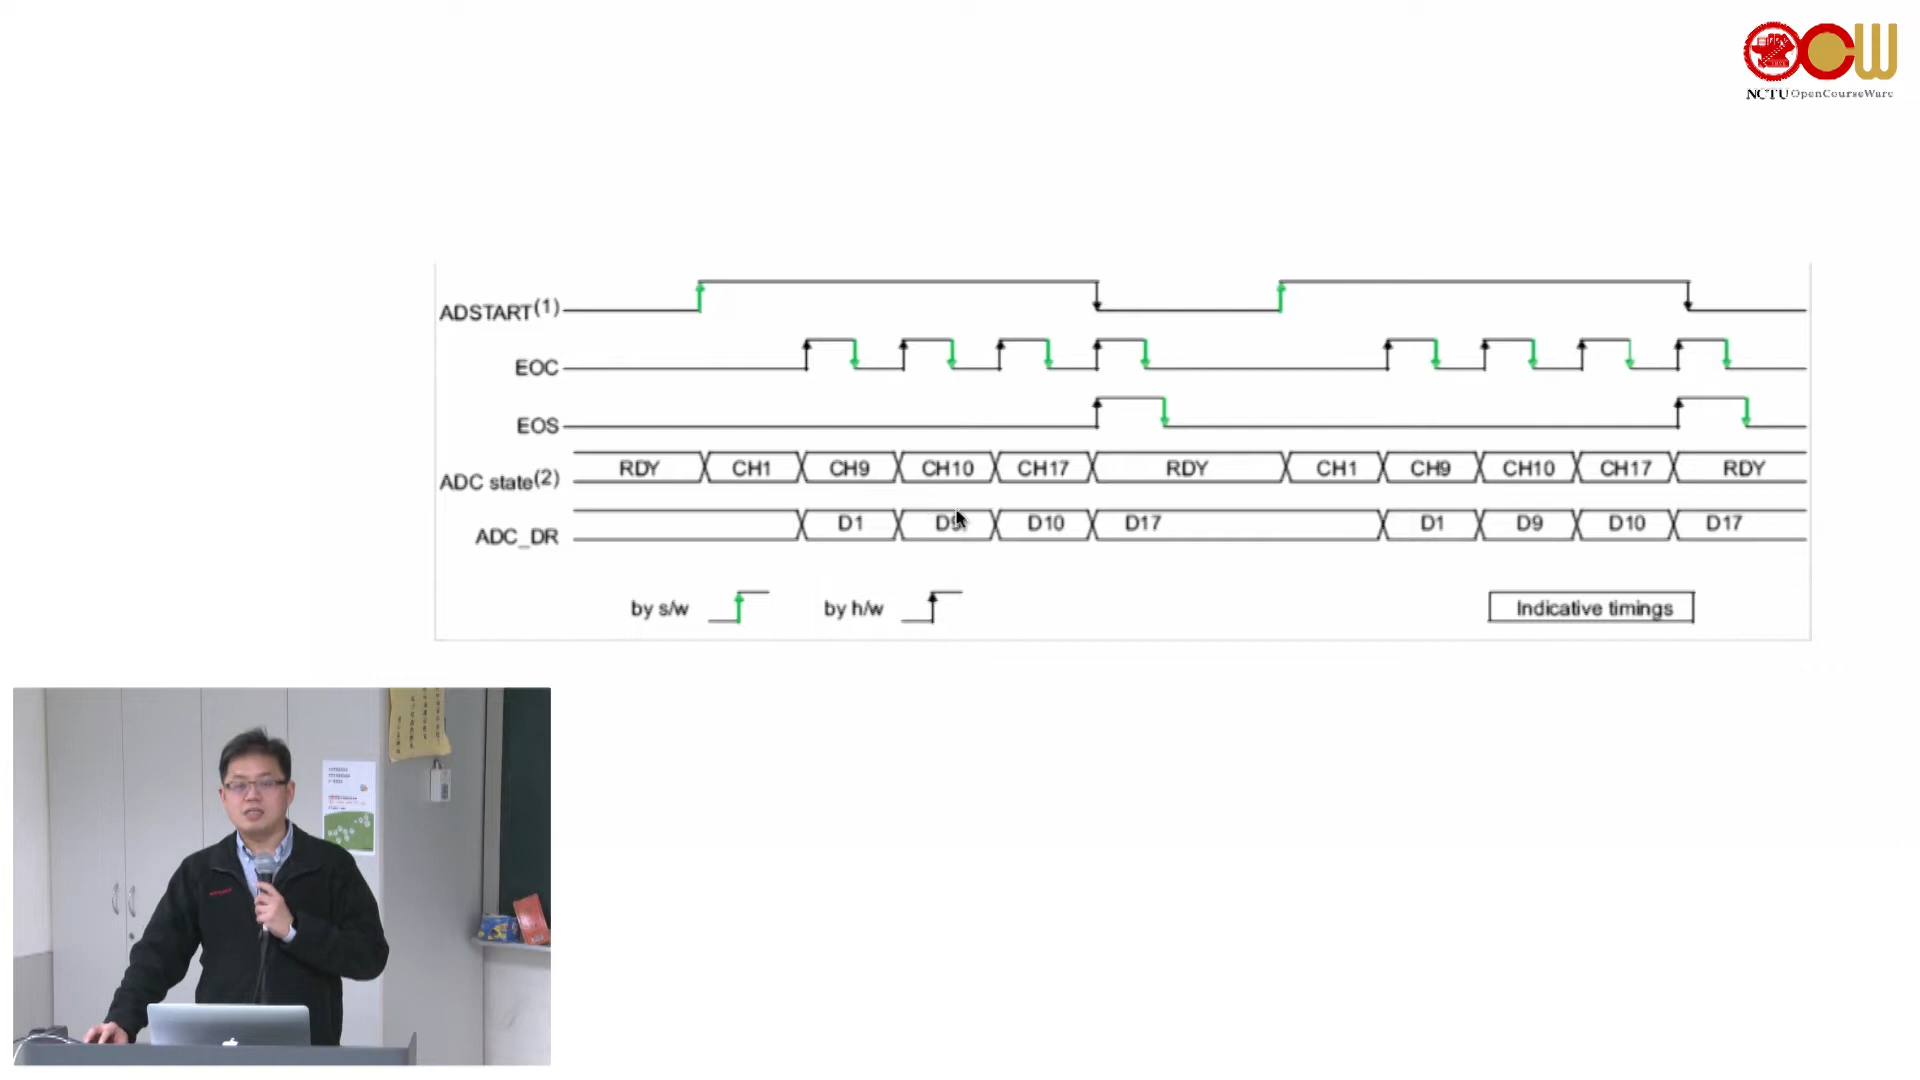 NCTU OpenCourseWare
ADSTART(1)
EOC
EOS
ADC state(2) RDY CH1 CH9 CH10 CH17 RDY CH1 CH9 CH10 CH17 RDY
ADC_DR D1 D9 D10 D17 D1 D9 D10 D17
by s/w by h/w Indicative timings